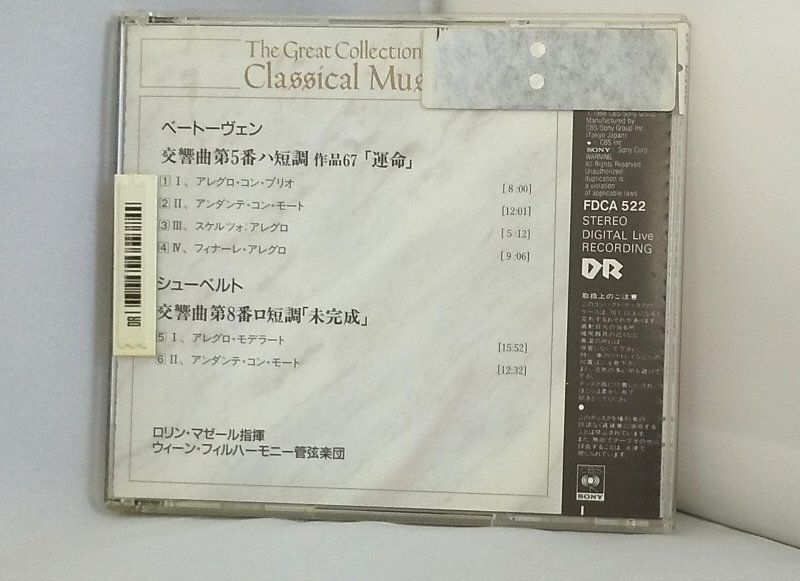 The Great Collection
Classical Mus
ベートーヴェン
交響曲第5番ハ短調 作品67「運命」
1 Ⅰ、アレグロ・コン・ブリオ [8:00]
2 Ⅱ、アンダンテ・コン・モート [12:01]
3 Ⅲ、スケルツォ、アレグロ [5:12]
4 Ⅳ、フィナーレ・アレグロ [9:06]
シューベルト
交響曲第8番ロ短調「未完成」
5 Ⅰ、アレグロ・モデラート [15:52]
6 Ⅱ、アンダンテ・コン・モート [12:32]
ロリン・マゼール指揮
ウィーン・フィルハーモニー管弦楽団
Manufactured by
CBS/Sony Group Inc.
(Tokyo Japan)
CBS Inc
SONY Sony Corp.
WARNING:
All Rights Reserved.
Unauthorized
duplication is
a violation
of applicable laws.
FDCA 522
STEREO
DIGITAL Live
RECORDING
DR
取扱上のご注意
CBS
SONY